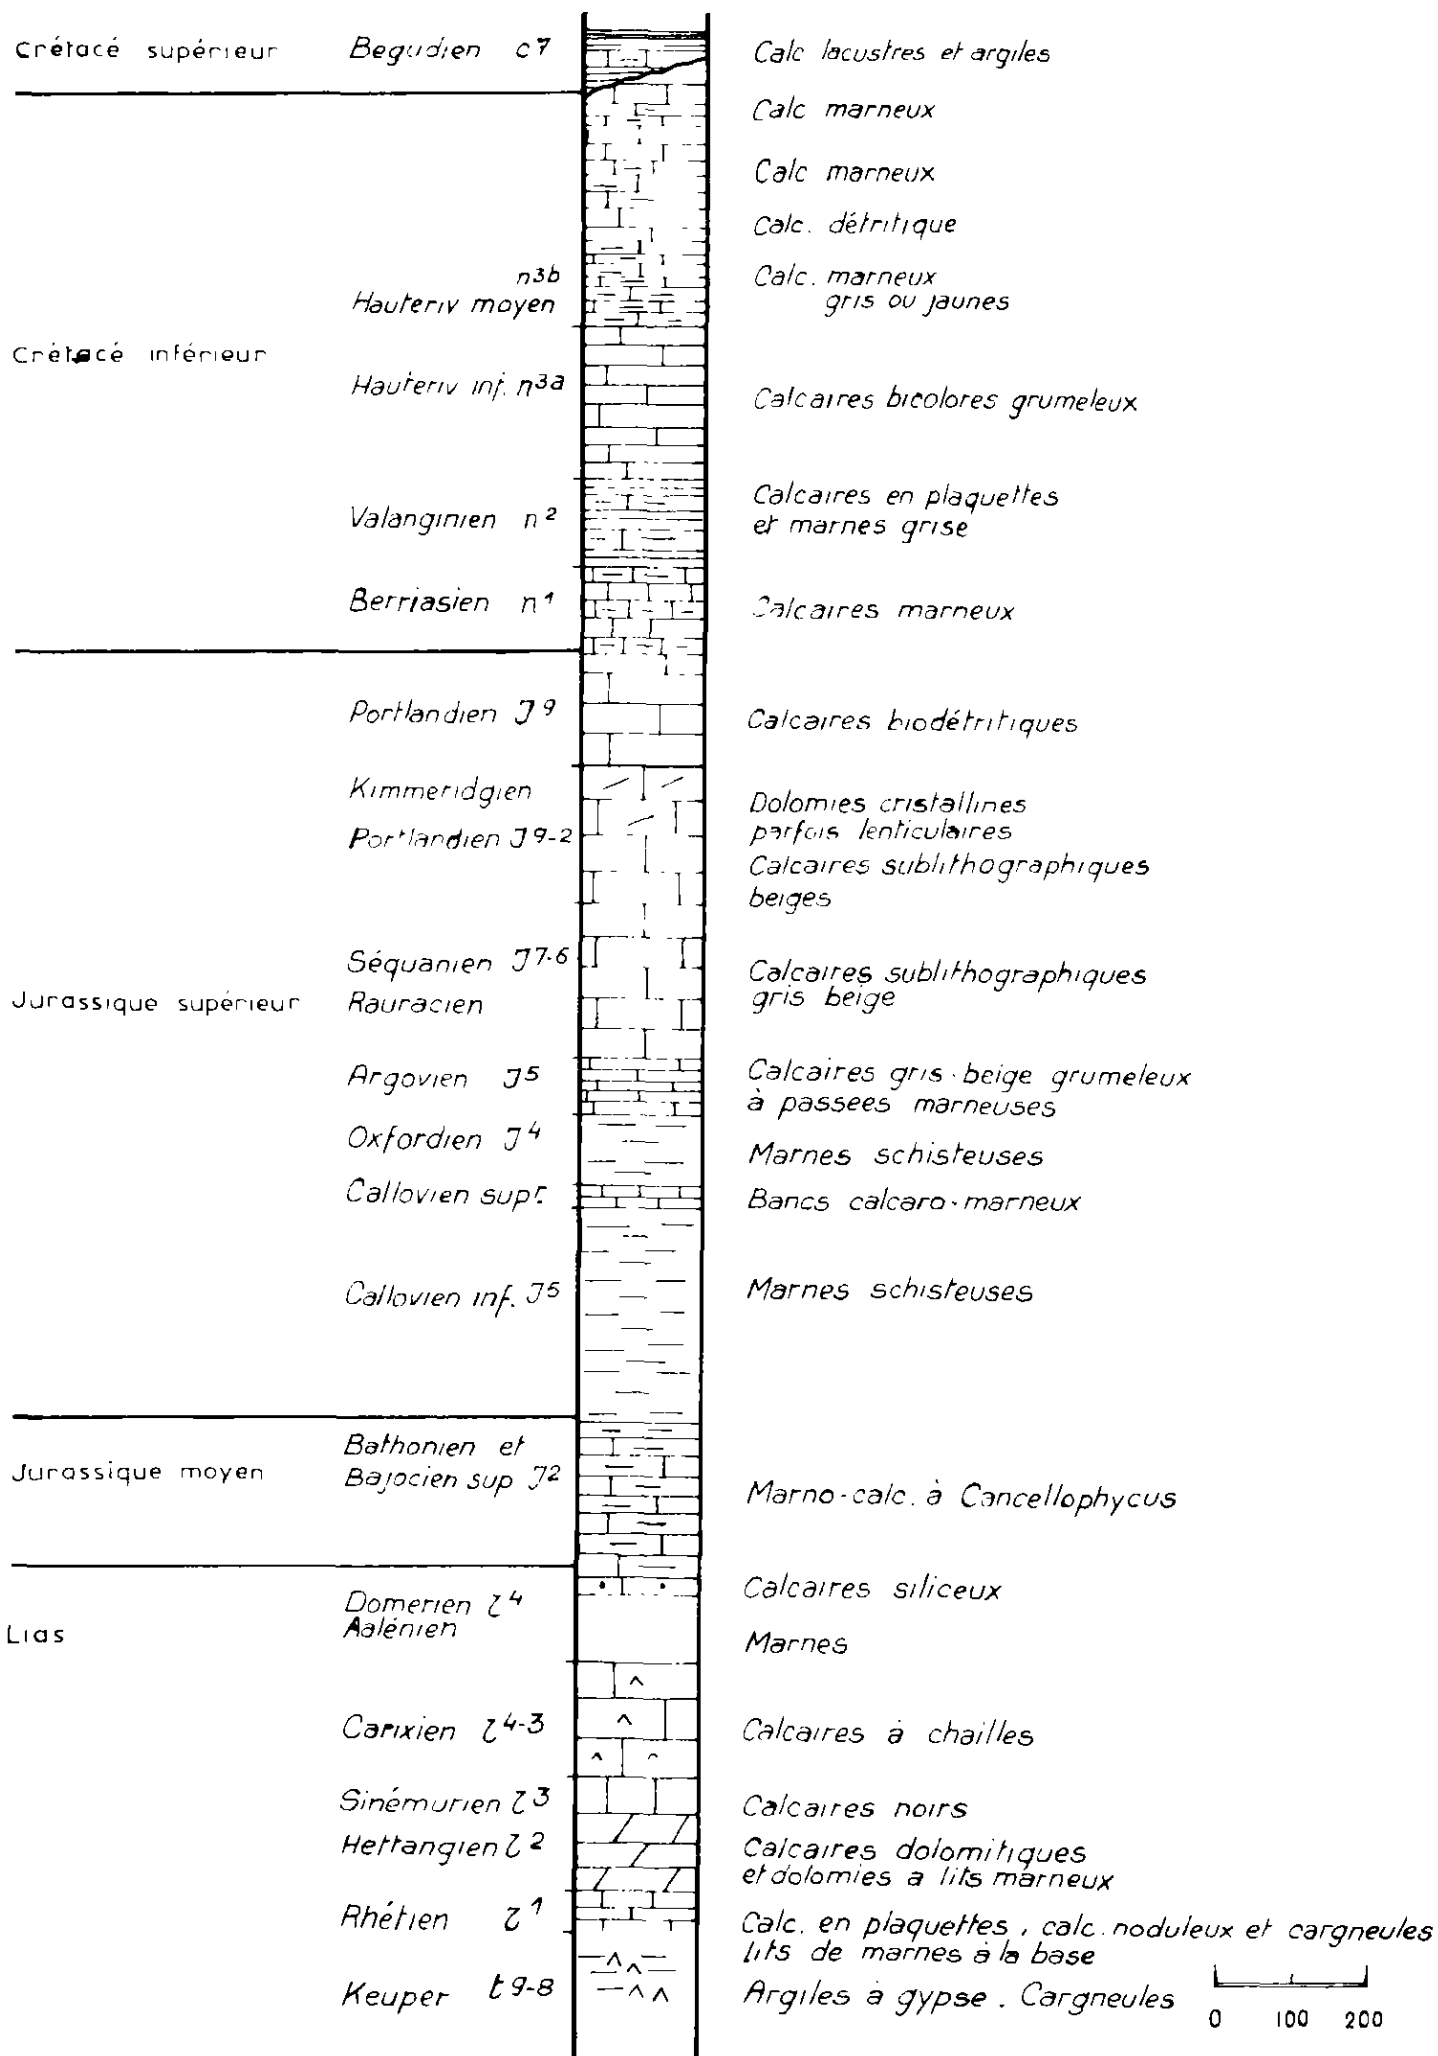 Crétacé supérieur Begudien c7 Calc lacustres et argiles
Calc marneux
Calc marneux
Calc. détritique
n3b Calc. marneux
Hauteriv moyen gris ou jaunes
Crétacé inférieur
Hauteriv inf. n3a Calcaires bicolores grumeleux
Calcaires en plaquettes
Valanginien n2 et marnes grise
Berriasien n1 Calcaires marneux
Portlandien J9 Calcaires biodétritiques
Kimmeridgien Dolomies cristallines
Portlandien J9-2 parfois lenticulaires
Calcaires sublithographiques
beiges
Séquanien J7-6 Calcaires sublithographiques
Jurassique supérieur Rauracien gris beige
Argovien J5 Calcaires gris-beige grumeleux
à passées marneuses
Oxfordien J4 Marnes schisteuses
Callovien supr. Bancs calcaro-marneux
Callovien inf. J5 Marnes schisteuses
Bathonien et
Jurassique moyen Bajocien sup J2 Marno-calc. à Cancellophycus
Domerien l4 Calcaires siliceux
Lias Aalénien Marnes
Carixien l4-3 Calcaires à chailles
Sinémurien l3 Calcaires noirs
Hettangien l2 Calcaires dolomitiques
et dolomies a lits marneux
Rhétien l1 Calc. en plaquettes, calc. noduleux et cargneules
lits de marnes à la base
Keuper t9-8 Argiles à gypse. Cargneules
0 100 200